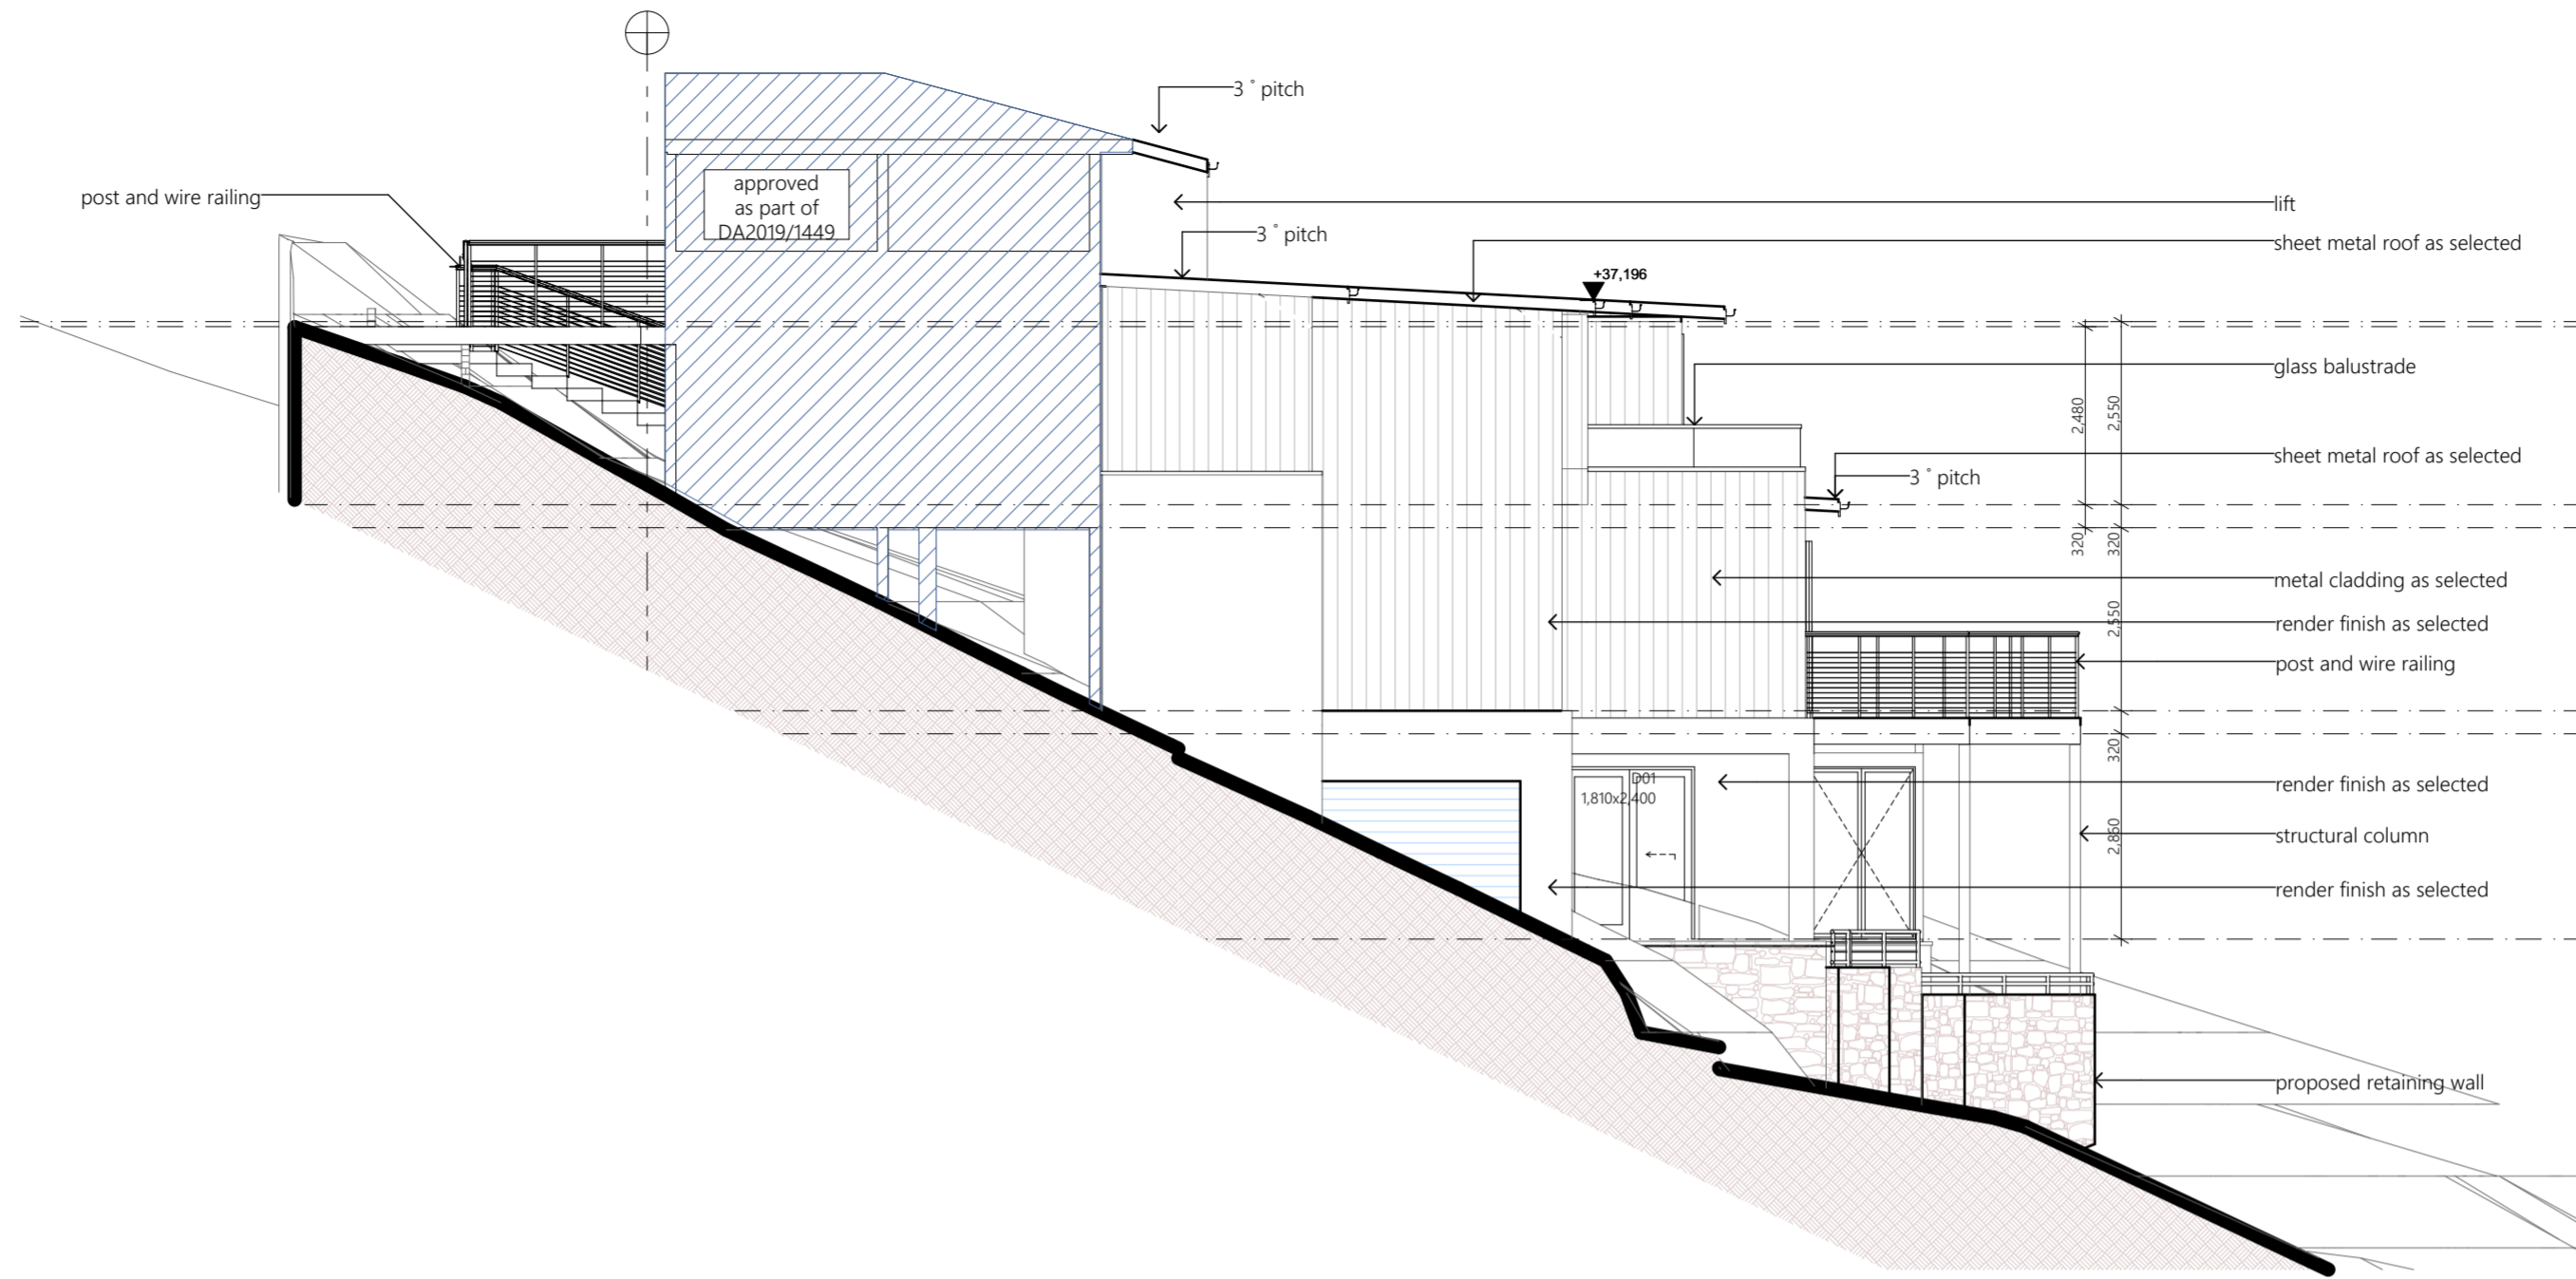 3 ° pitch
post and wire railing
approved
as part of
DA2019/1449
lift
3 ° pitch
sheet metal roof as selected
+37,196
glass balustrade
2,480
2,550
sheet metal roof as selected
3 ° pitch
320
320
metal cladding as selected
2,550
render finish as selected
post and wire railing
320
D01
1,810x2,400
render finish as selected
2,860
structural column
render finish as selected
proposed retaining wall